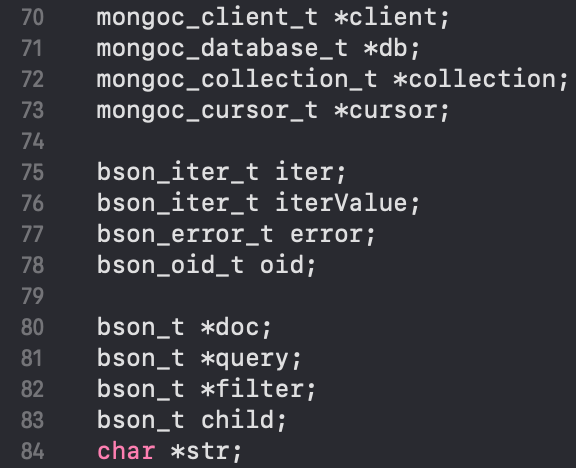 70 mongoc_client_t *client;
71 mongoc_database_t *db;
72 mongoc_collection_t *collection;
73 mongoc_cursor_t *cursor;
74
75 bson_iter_t iter;
76 bson_iter_t iterValue;
77 bson_error_t error;
78 bson_oid_t oid;
79
80 bson_t *doc;
81 bson_t *query;
82 bson_t *filter;
83 bson_t child;
84 char *str;